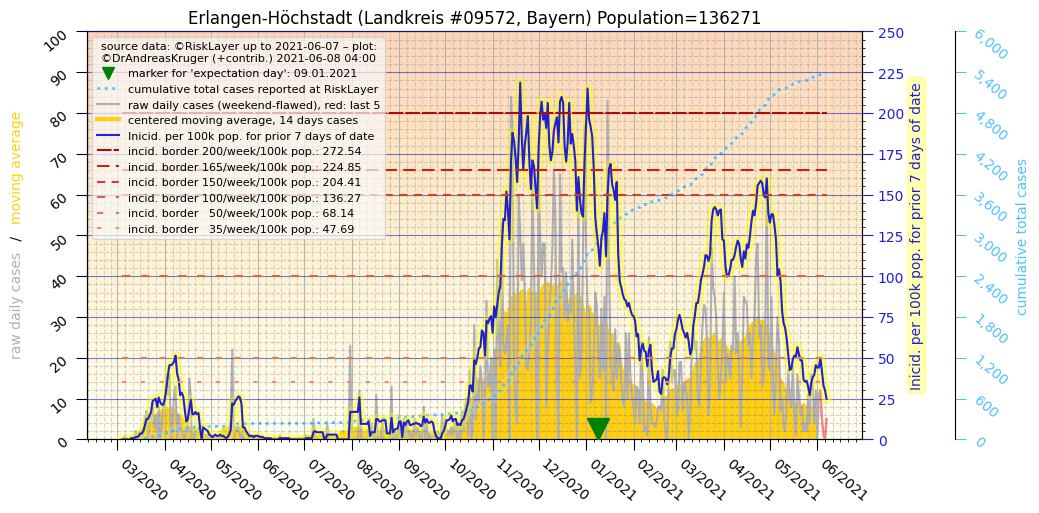 Erlangen-Höchstadt (Landkreis #09572, Bayern) Population=136271
source data: ©RiskLayer up to 2021-06-07 – plot:
©DrAndreasKruger (+contrib.) 2021-06-08 04:00
marker for 'expectation day': 09.01.2021
cumulative total cases reported at RiskLayer
raw daily cases (weekend-flawed), red: last 5
centered moving average, 14 days cases
Inicid. per 100k pop. for prior 7 days of date
incid. border 200/week/100k pop.: 272.54
incid. border 165/week/100k pop.: 224.85
incid. border 150/week/100k pop.: 204.41
incid. border 100/week/100k pop.: 136.27
incid. border   50/week/100k pop.: 68.14
incid. border   35/week/100k pop.: 47.69
raw daily cases / moving average
100
90
80
70
60
50
40
30
20
10
0
250
225
200
175
150
125
100
75
50
25
0
Inicid. per 100k pop. for prior 7 days of date
6,000
5,400
4,800
4,200
3,600
3,000
2,400
1,800
1,200
600
0
cumulative total cases
03/2020
04/2020
05/2020
06/2020
07/2020
08/2020
09/2020
10/2020
11/2020
12/2020
01/2021
02/2021
03/2021
04/2021
05/2021
06/2021